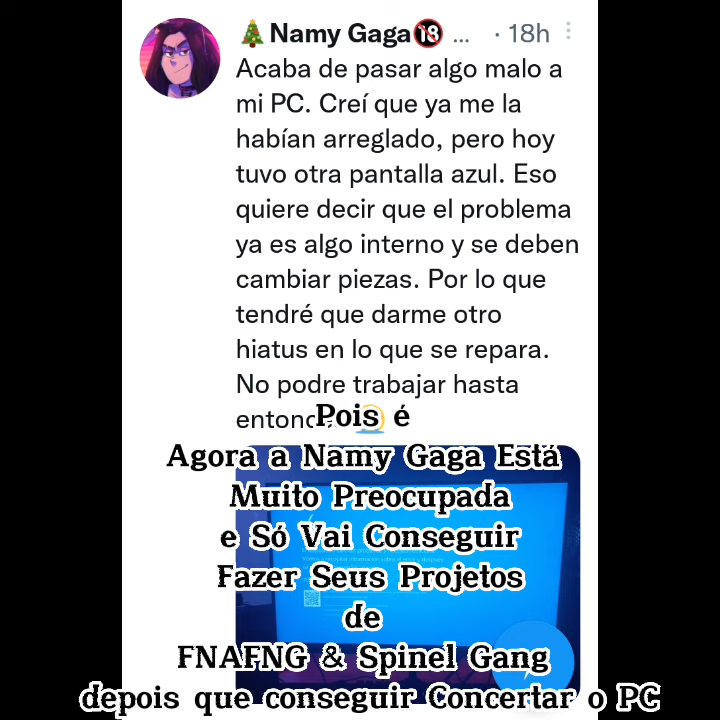 🎄Namy Gaga🔞 ... · 18h
Acaba de pasar algo malo a
mi PC. Creí que ya me la
habían arreglado, pero hoy
tuvo otra pantalla azul. Eso
quiere decir que el problema
ya es algo interno y se deben
cambiar piezas. Por lo que
tendré que darme otro
hiatus en lo que se repara.
No podre trabajar hasta
Pois é
Agora a Namy Gaga Está
Muito Preocupada
e Só Vai Conseguir
Fazer Seus Projetos
de
FNAFNG & Spinel Gang
depois que conseguir Concertar o PC